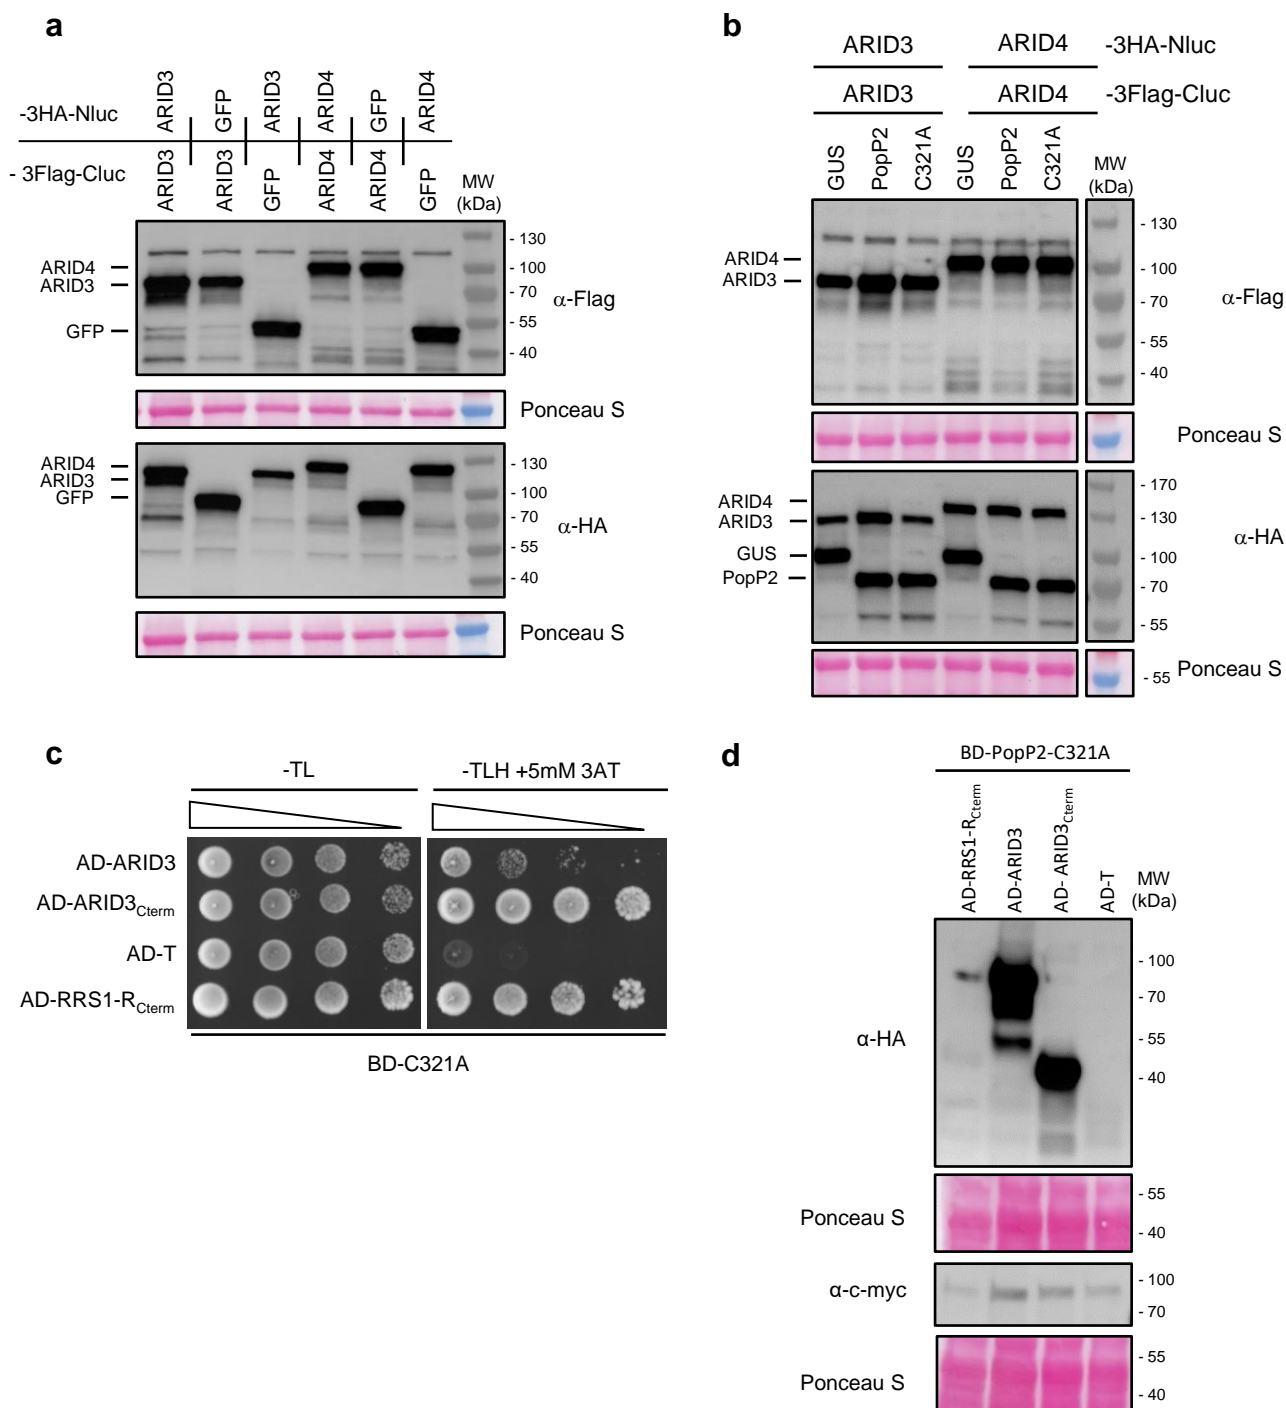 a
-3HA-Nluc
ARID3 GFP ARID3 ARID4 GFP ARID4
- 3Flag-Cluc
ARID3 ARID3 GFP ARID4 ARID4 GFP
MW
(kDa)
ARID4
ARID3
GFP
- 130
- 100
- 70
- 55
- 40
α-Flag
Ponceau S
ARID4
ARID3
GFP
- 130
- 100
- 70
- 55
- 40
α-HA
Ponceau S
b
ARID3 ARID4 -3HA-Nluc
ARID3 ARID4 -3Flag-Cluc
GUS PopP2 C321A GUS PopP2 C321A
MW
(kDa)
ARID4
ARID3
- 130
- 100
- 70
- 55
- 40
α-Flag
Ponceau S
ARID4
ARID3
GUS
PopP2
- 170
- 130
- 100
- 70
- 55
α-HA
- 55 Ponceau S
c
-TL -TLH +5mM 3AT
AD-ARID3
AD-ARID3Cterm
AD-T
AD-RRS1-RCterm
BD-C321A
d
BD-PopP2-C321A
AD-RRS1-RCterm AD-ARID3 AD- ARID3Cterm AD-T
MW
(kDa)
- 100
- 70
- 55
- 40
α-HA
Ponceau S
- 55
- 40
α-c-myc
- 100
- 70
Ponceau S
- 55
- 40